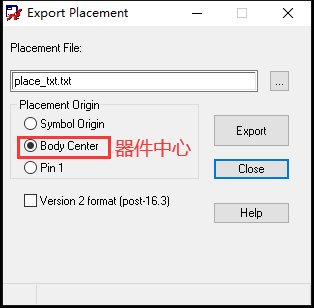 Export Placement
Placement File:
place_txt.txt
...
Placement Origin
Symbol Origin
Body Center 器件中心
Pin 1
Export
Close
Version 2 format (post-16.3)
Help